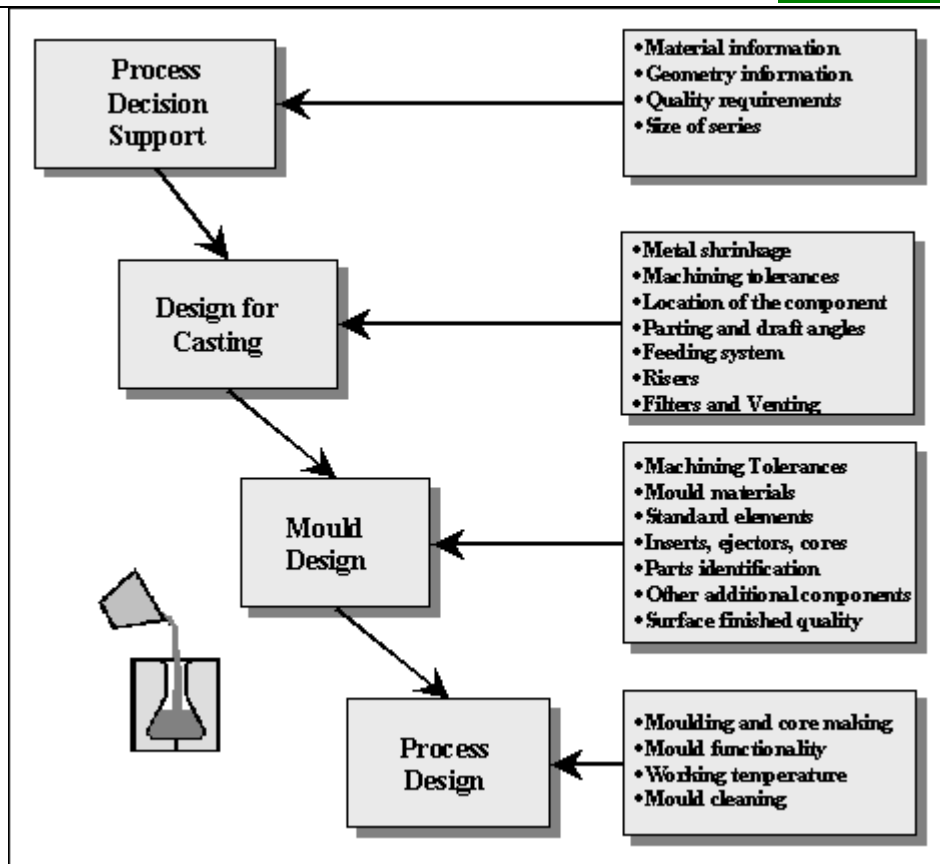 Process
Decision
Support
•Material information
•Geometry information
•Quality requirements
•Size of series
Design for
Casting
•Metal shrinkage
•Machining tolerances
•Location of the component
•Parting and draft angles
•Feeding system
•Risers
•Filters and Venting
Mould
Design
•Machining Tolerances
•Mould materials
•Standard elements
•Inserts, ejectors, cores
•Parts identification
•Other additional components
•Surface finished quality
Process
Design
•Moulding and core making
•Mould functionality
•Working temperature
•Mould cleaning